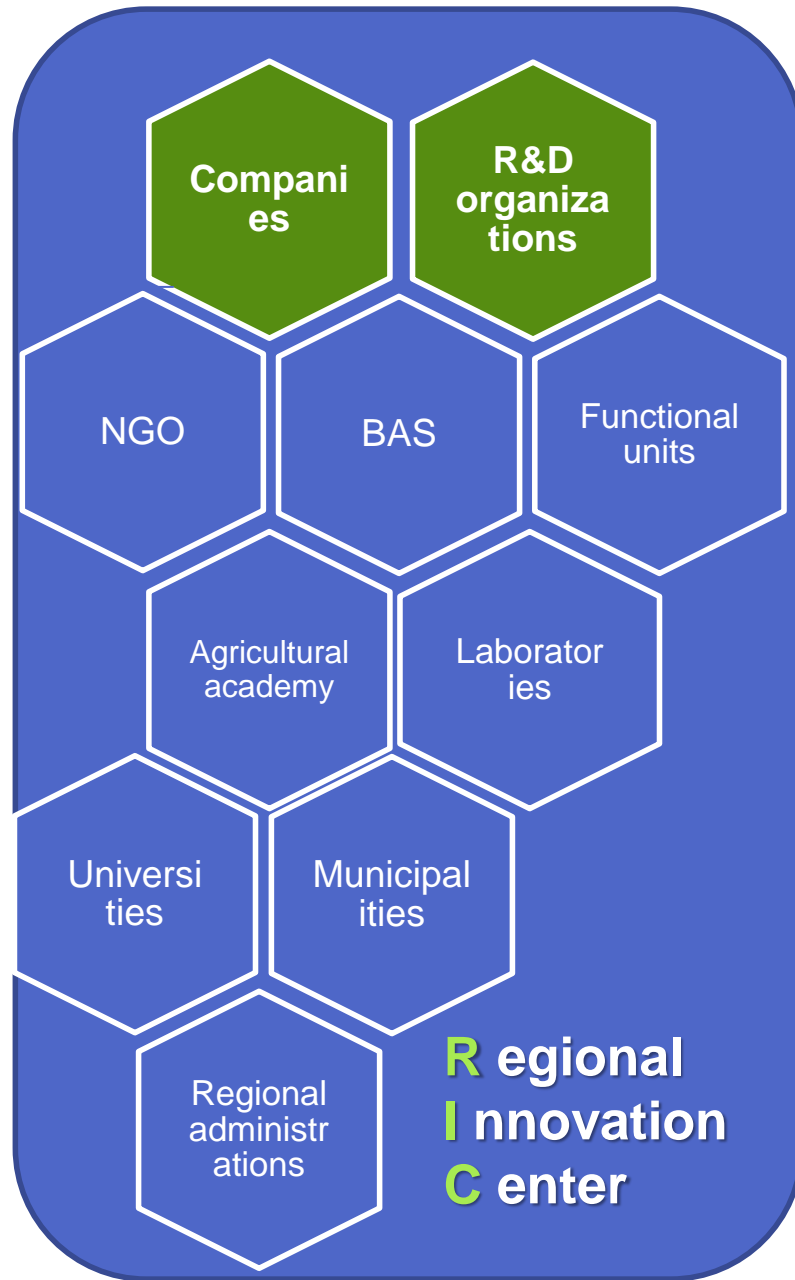 Compani
es
R&D
organiza
tions
NGO
BAS
Functional
units
Agricultural
academy
Laborator
ies
Universi
ties
Municipal
ities
Regional
administr
ations
R egional
I nnovation
C enter